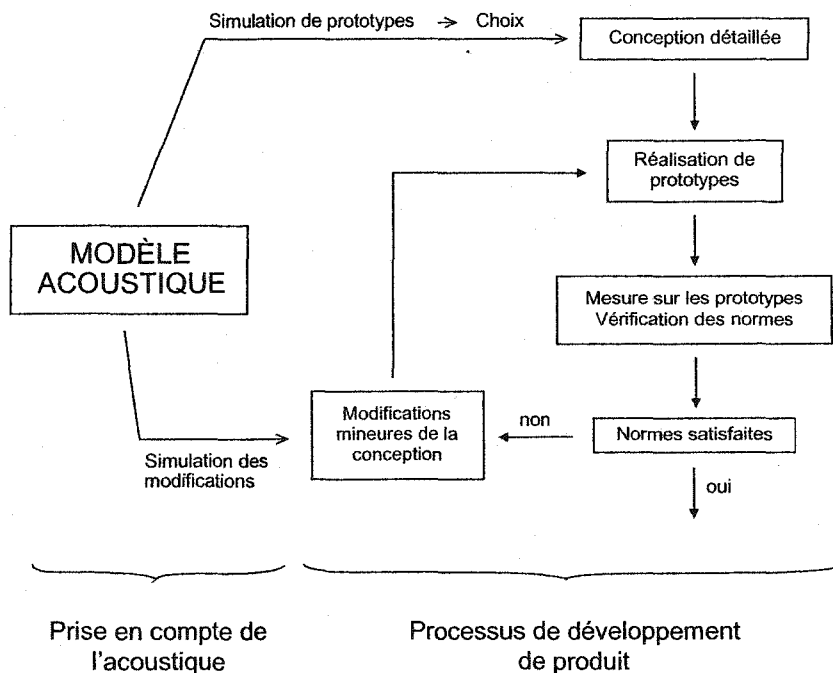 Simulation de prototypes → Choix
Conception détaillée
Réalisation de
prototypes
MODÈLE
ACOUSTIQUE
Mesure sur les prototypes
Vérification des normes
Modifications
mineures de la
conception
non
Normes satisfaites
Simulation des
modifications
oui
Prise en compte de
l'acoustique
Processus de développement
de produit